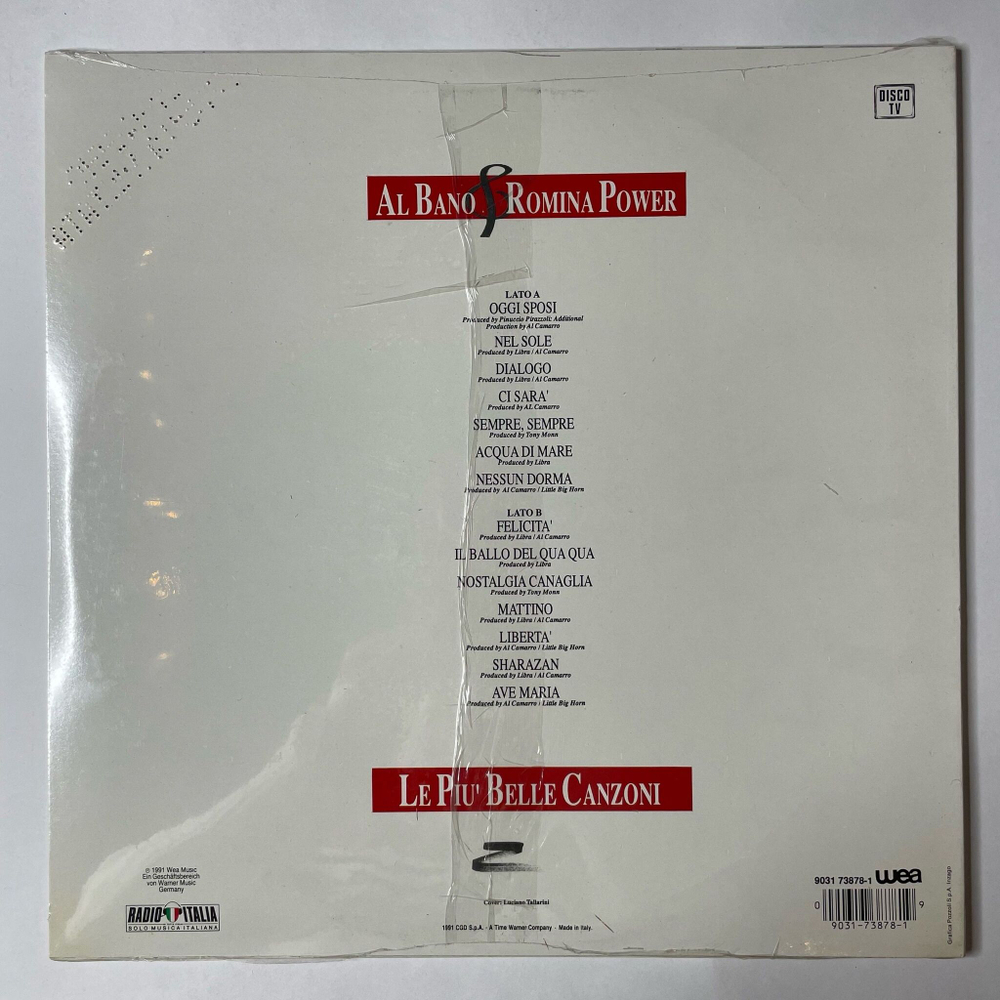 DISCO
TV
AL BANO & ROMINA POWER
LATO A
OGGI SPOSI
Produced by Pinuccio Pirazzoli: Additional
Production by Al Camarro
NEL SOLE
Produced by Libra / Al Camarro
DIALOGO
Produced by Libra / Al Camarro
CI SARA'
Produced by AL Camarro
SEMPRE, SEMPRE
Produced by Tony Monn
ACQUA DI MARE
Produced by Libra
NESSUN DORMA
Produced by Al Camarro / Little Big Horn
LATO B
FELICITA'
Produced by Libra / Al Camarro
IL BALLO DEL QUA QUA
Produced by Libra
NOSTALGIA CANAGLIA
Produced by Tony Monn
MATTINO
Produced by Libra / Al Camarro
LIBERTA'
Produced by Al Camarro / Little Big Horn
SHARAZAN
Produced by Libra / Al Camarro
AVE MARIA
Produced by Al Camarro / Little Big Horn
LE PIU' BELLE CANZONI
℗ 1991 Wea Music
Ein Geschäftsbereich
von Warner Music
Germany
RADIO ITALIA
SOLO MUSICA ITALIANA
Cover: Luciano Tallarini
1991 CGD S.p.A. - A Time Warner Company - Made in Italy.
9031 73878-1 wea
0 9
9031-73878-1
Grafica Pozzoli S.p.A. Inzago